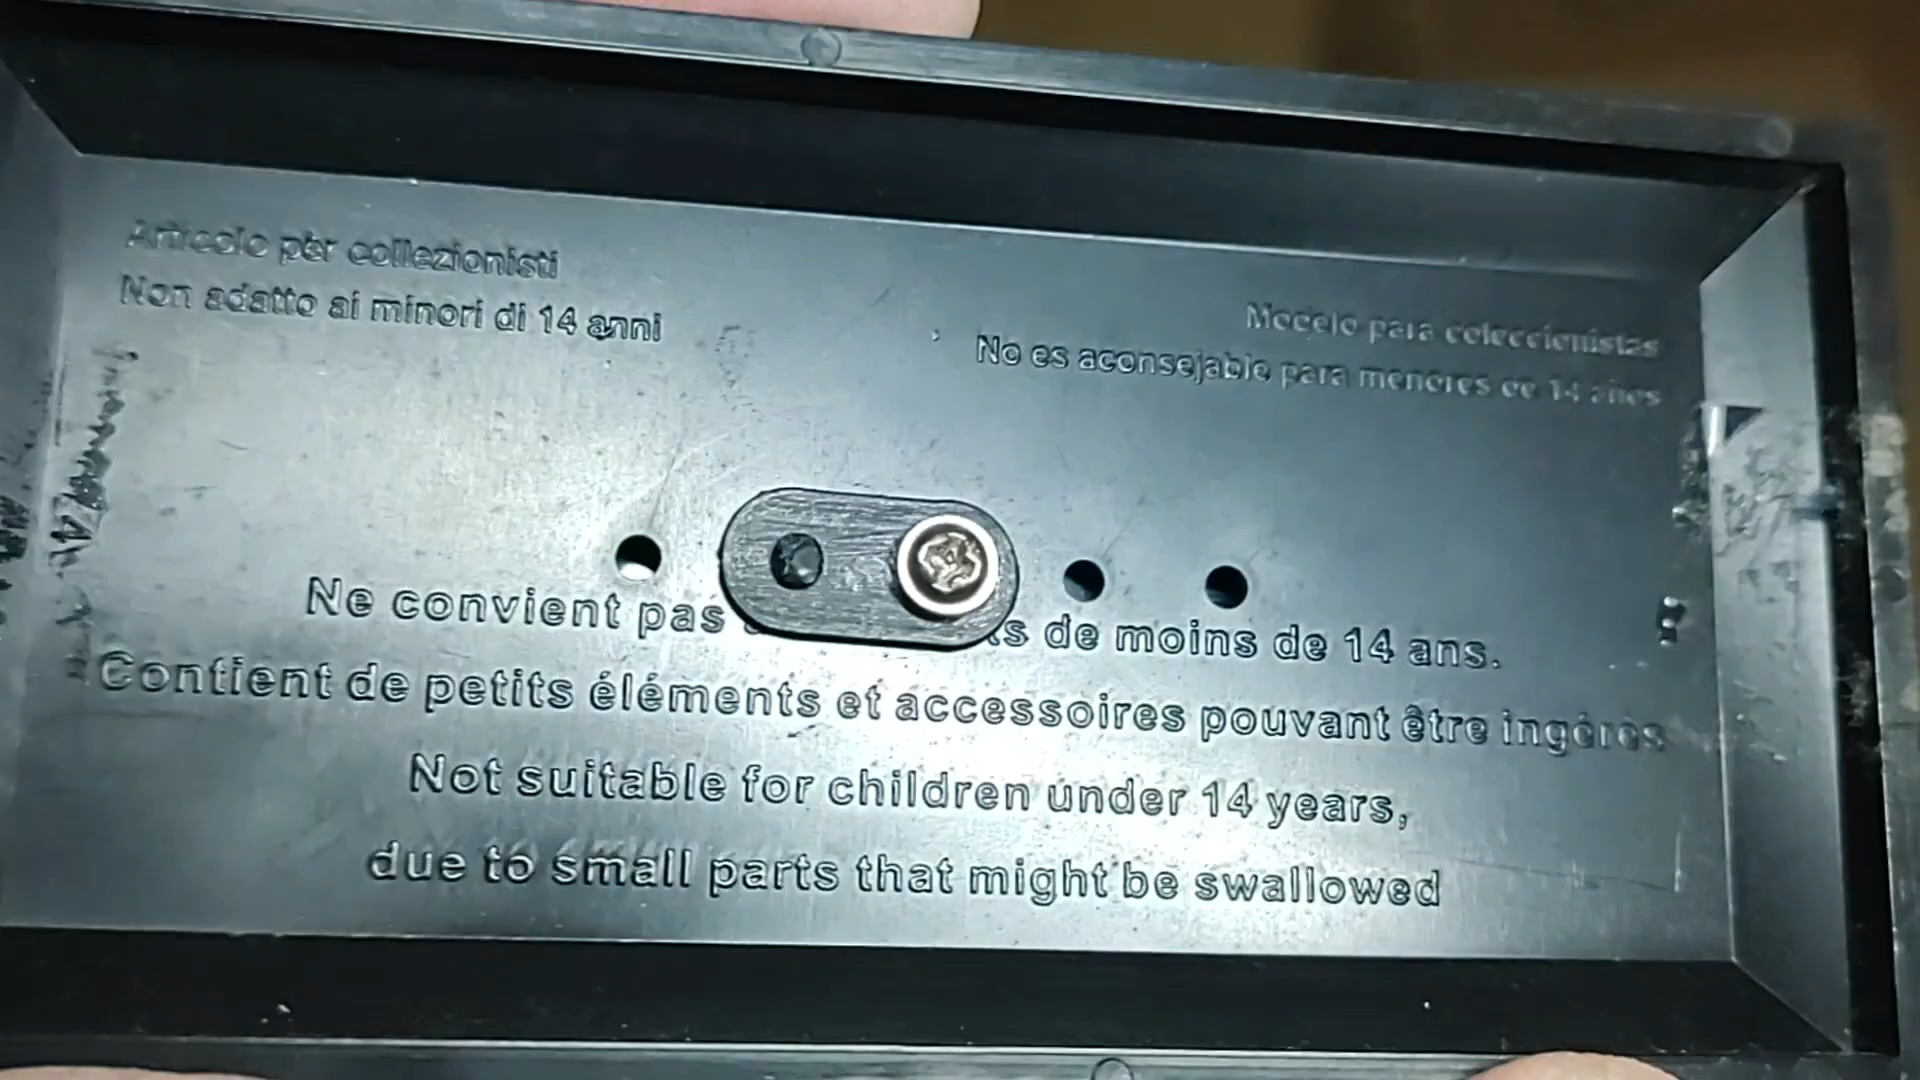 Articolo per collezionisti
Non adatto ai minori di 14 anni
Modelo para coleccionistas
No es aconsejable para menores de 14 años
Ne convient pas de moins de 14 ans.
Contient de petits éléments et accessoires pouvant être ingérés
Not suitable for children under 14 years,
due to small parts that might be swallowed